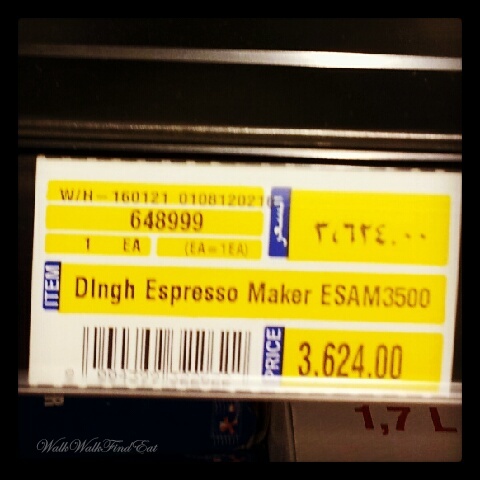 W/H - 160121 010812021
648999
السعر
٣،٦٢٤.٠٠
1 EA (EA=1EA)
ITEM
DIngh Espresso Maker ESAM3500
PRICE
3,624.00
1,7 L
WalkWalkFindEat